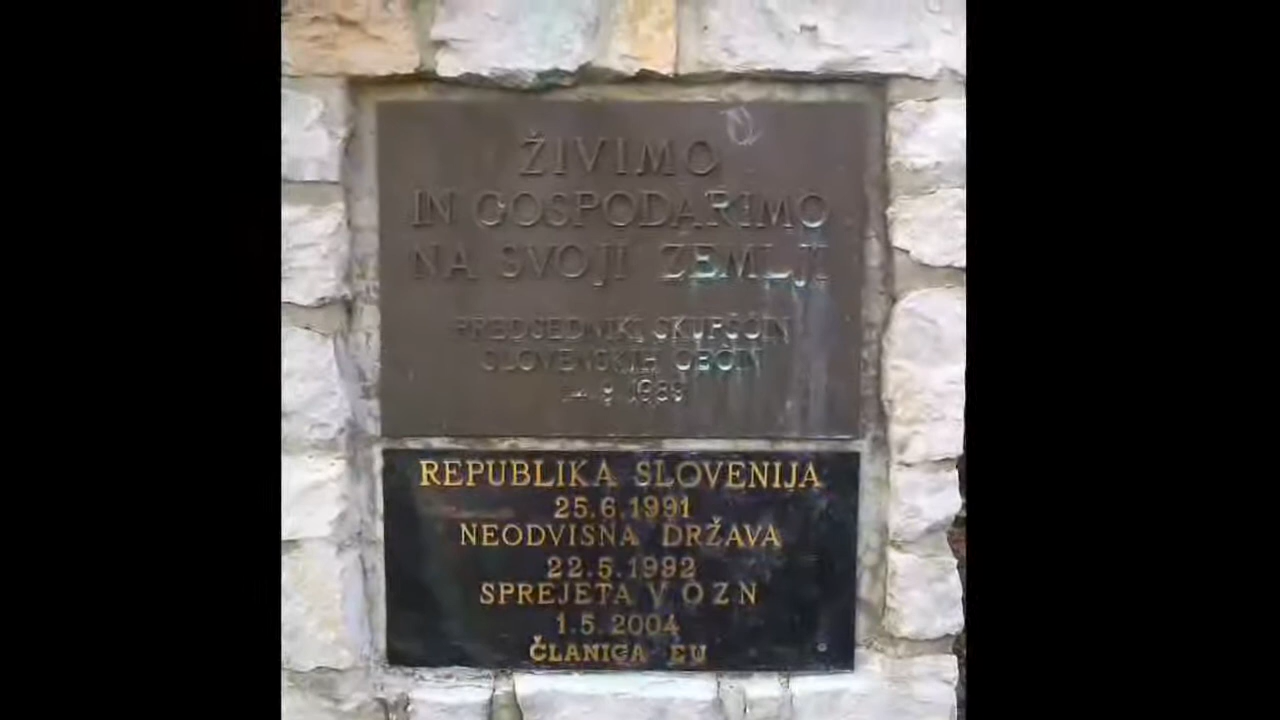 ŽIVIMO
IN GOSPODARIMO
NA SVOJI ZEMLJI
PREDSEDNIKI SKUPŠČIN
SLOVENSKIH OBČIN
REPUBLIKA SLOVENIJA
25.6.1991
NEODVISNA DRŽAVA
22.5.1992
SPREJETA V OZN
1.5.2004
ČLANICA EU